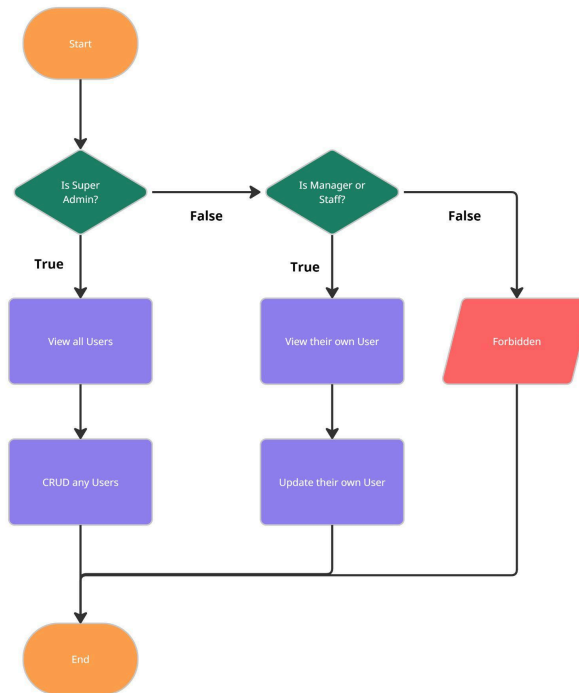 Start
Is Super
Admin?
False
Is Manager or
Staff?
False
True
True
View all Users
View their own User
Forbidden
CRUD any Users
Update their own User
End